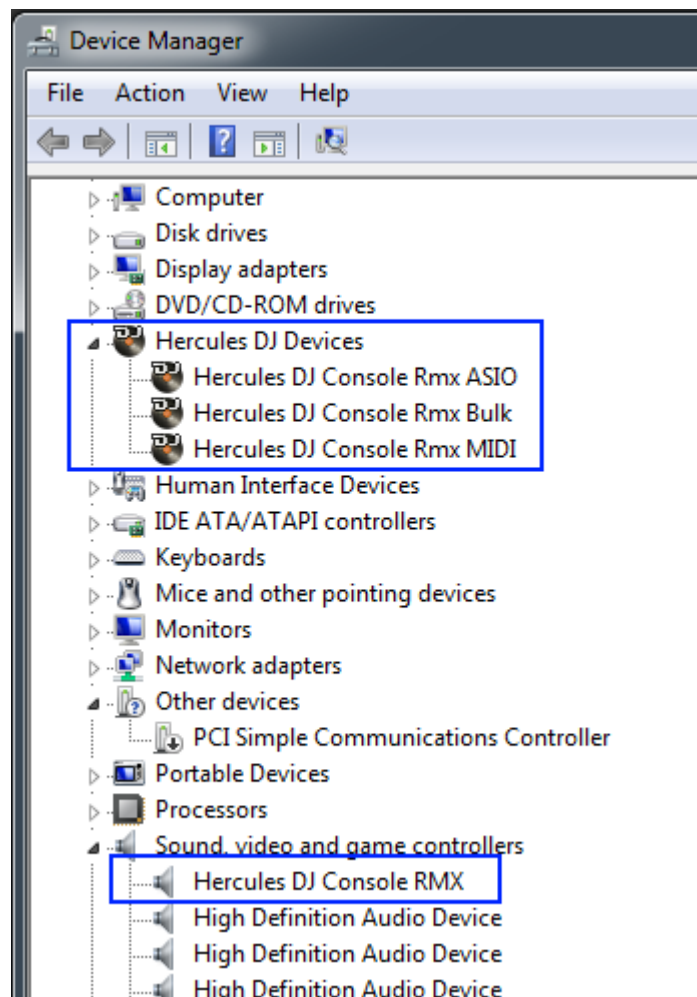 Device Manager
File Action View Help
Computer
Disk drives
Display adapters
DVD/CD-ROM drives
Hercules DJ Devices
Hercules DJ Console Rmx ASIO
Hercules DJ Console Rmx Bulk
Hercules DJ Console Rmx MIDI
Human Interface Devices
IDE ATA/ATAPI controllers
Keyboards
Mice and other pointing devices
Monitors
Network adapters
Other devices
PCI Simple Communications Controller
Portable Devices
Processors
Sound, video and game controllers
Hercules DJ Console RMX
High Definition Audio Device
High Definition Audio Device
High Definition Audio Device